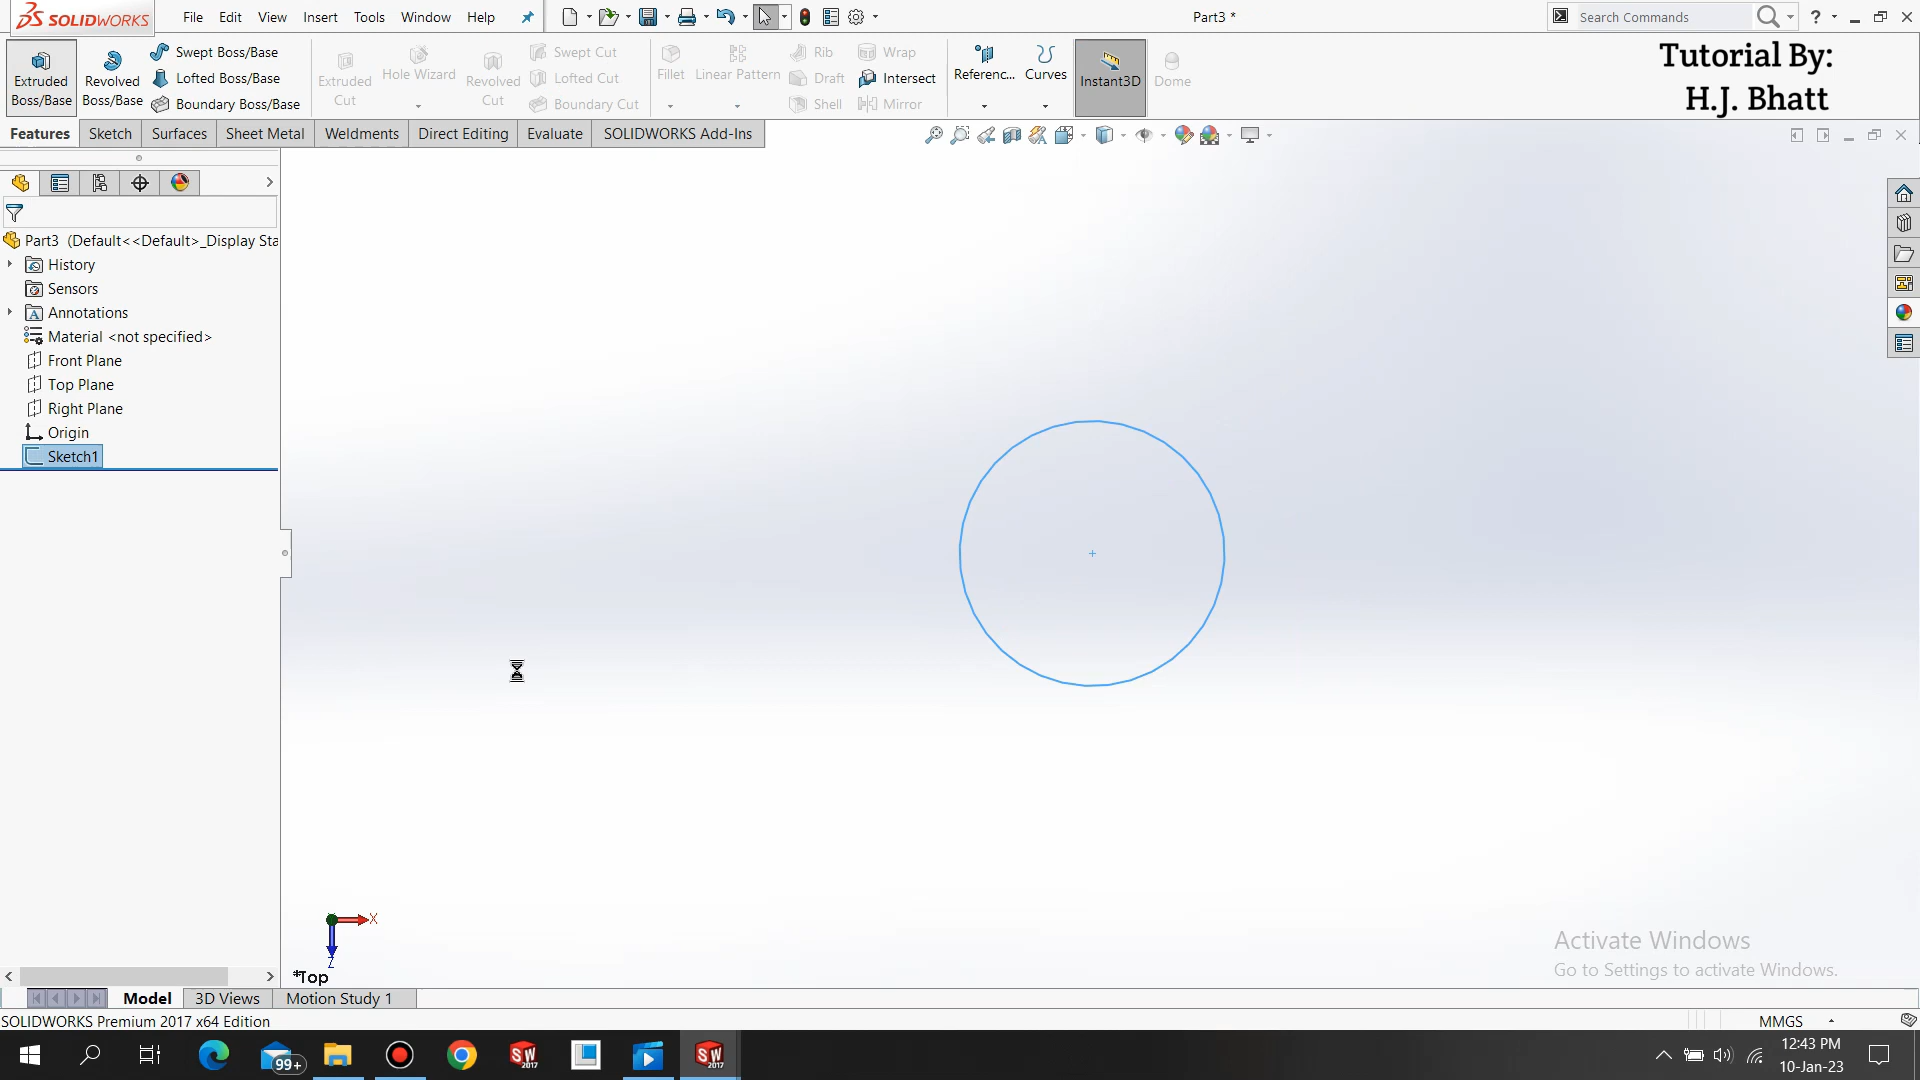 SOLIDWORKS
File Edit View Insert Tools Window Help
Part3 *
Search Commands
Extruded Boss/Base
Revolved Boss/Base
Swept Boss/Base
Lofted Boss/Base
Boundary Boss/Base
Extruded Cut
Hole Wizard
Revolved Cut
Swept Cut
Lofted Cut
Boundary Cut
Fillet
Linear Pattern
Rib
Draft
Shell
Wrap
Intersect
Mirror
Referenc...
Curves
Instant3D
Dome
Tutorial By:
H.J. Bhatt
Features Sketch Surfaces Sheet Metal Weldments Direct Editing Evaluate SOLIDWORKS Add-Ins
Part3 (Default<<Default>_Display Sta
History
Sensors
Annotations
Material <not specified>
Front Plane
Top Plane
Right Plane
Origin
Sketch1
X
Z
*Top
Activate Windows
Go to Settings to activate Windows.
Model 3D Views Motion Study 1
SOLIDWORKS Premium 2017 x64 Edition
MMGS
99+
SW 2017
SW 2017
12:43 PM
10-Jan-23